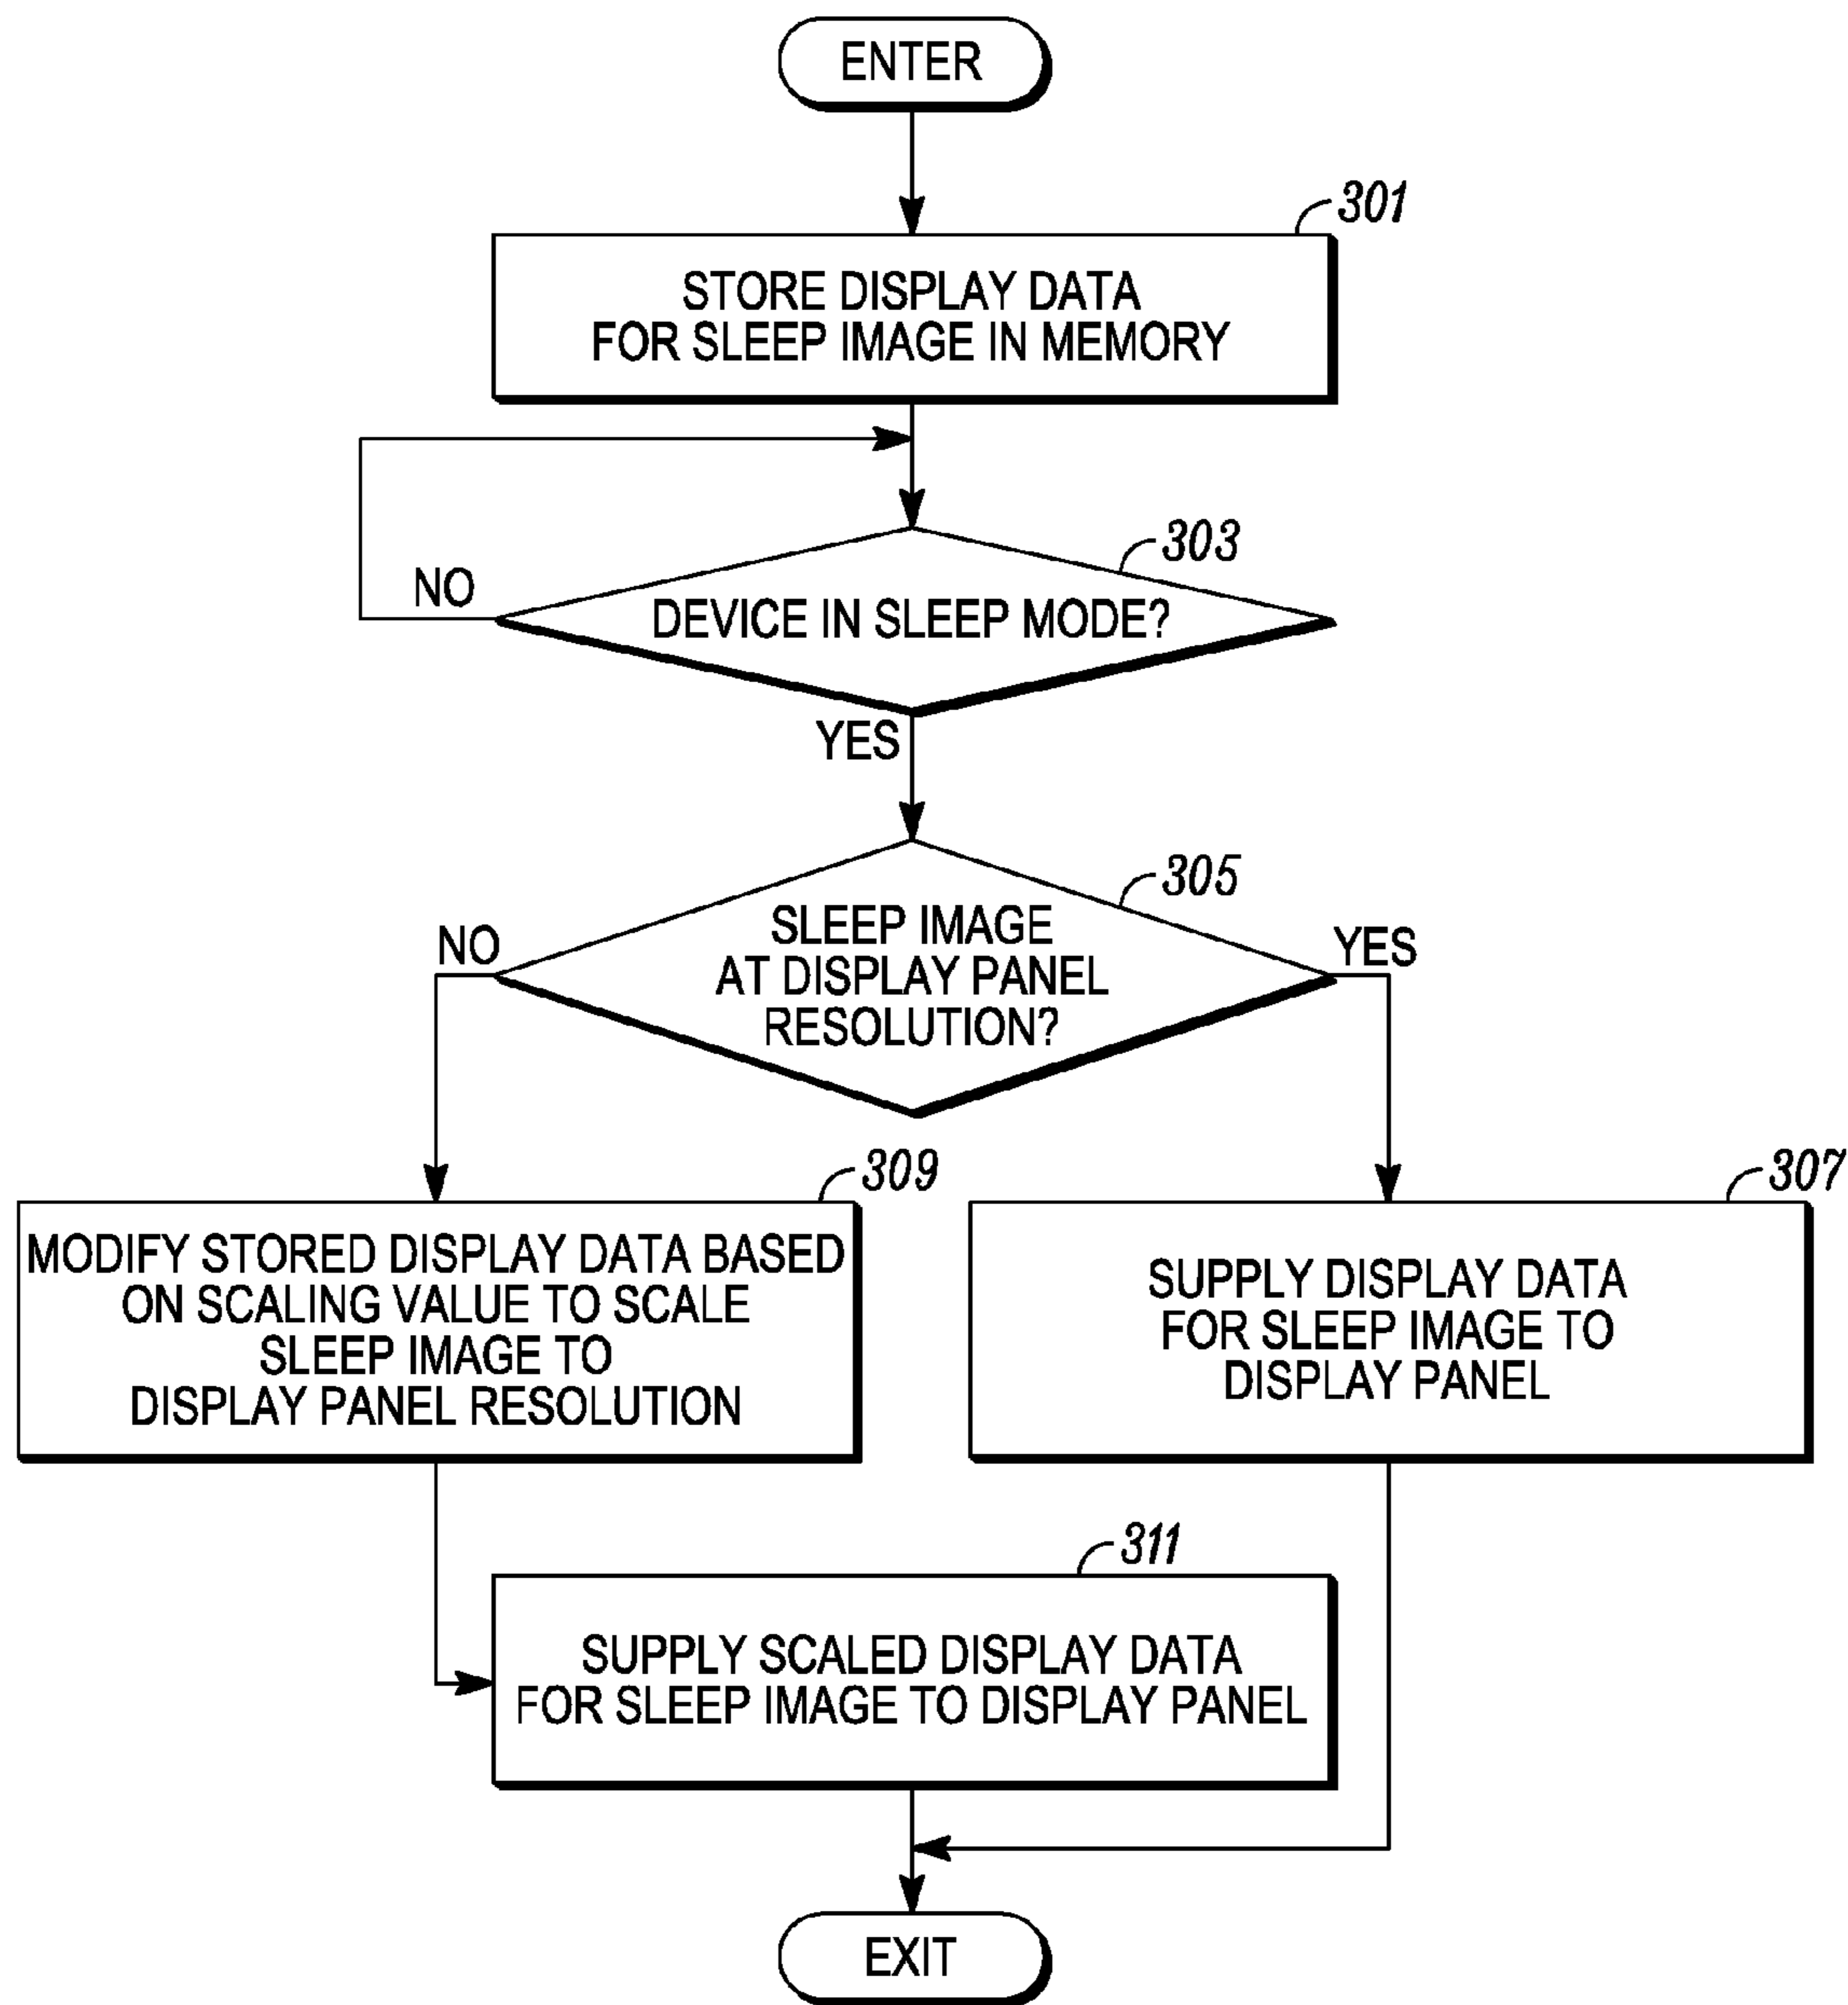 ENTER
301
STORE DISPLAY DATA
FOR SLEEP IMAGE IN MEMORY
303
NO
DEVICE IN SLEEP MODE?
YES
305
NO
SLEEP IMAGE
AT DISPLAY PANEL
RESOLUTION?
YES
309
MODIFY STORED DISPLAY DATA BASED
ON SCALING VALUE TO SCALE
SLEEP IMAGE TO
DISPLAY PANEL RESOLUTION
307
SUPPLY DISPLAY DATA
FOR SLEEP IMAGE TO
DISPLAY PANEL
311
SUPPLY SCALED DISPLAY DATA
FOR SLEEP IMAGE TO DISPLAY PANEL
EXIT